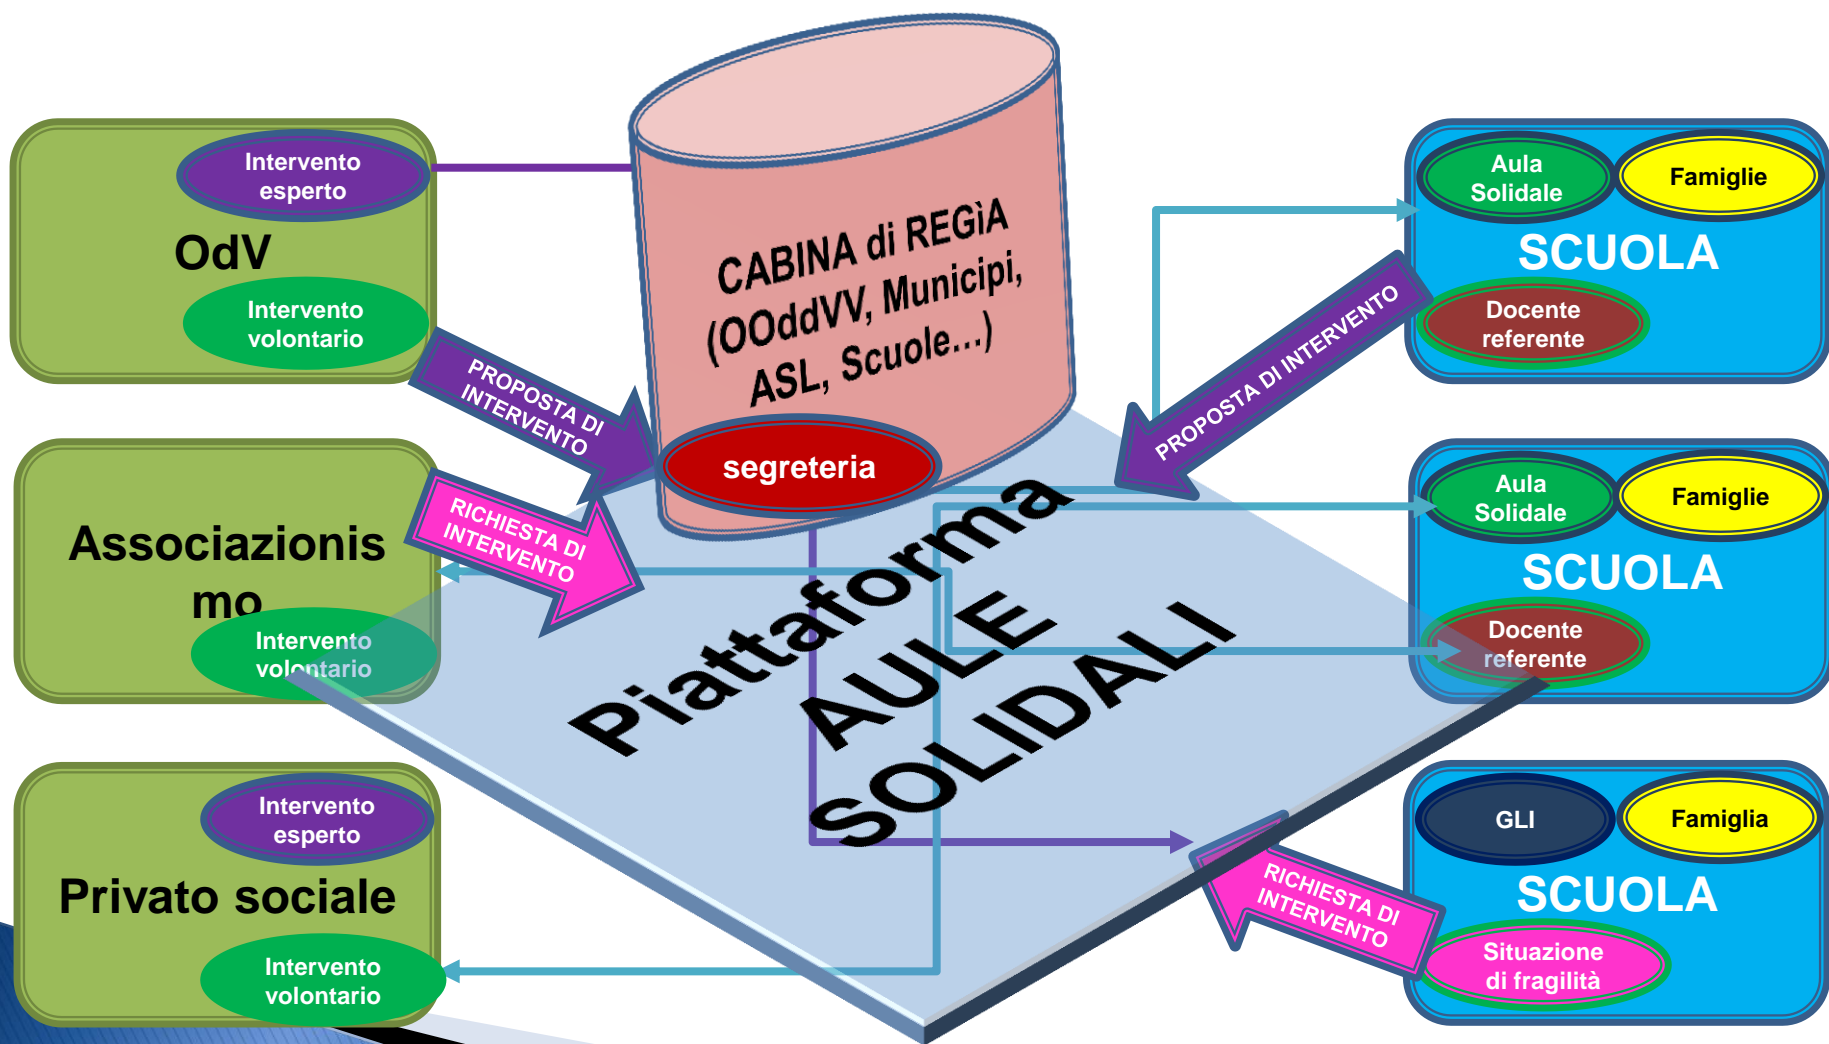 Intervento
esperto
OdV
Intervento
volontario
PROPOSTA DI
INTERVENTO
Associazionis
mo
Intervento
volontario
RICHIESTA DI
INTERVENTO
Intervento
esperto
Privato sociale
Intervento
volontario
CABINA di REGìA
(OOddVV, Municipi,
ASL, Scuole...)
segreteria
Piattaforma
AULE
SOLIDALI
Aula
Solidale
Famiglie
SCUOLA
Docente
referente
PROPOSTA DI INTERVENTO
Aula
Solidale
Famiglie
SCUOLA
Docente
referente
GLI
Famiglia
SCUOLA
Situazione
di fragilità
RICHIESTA DI
INTERVENTO